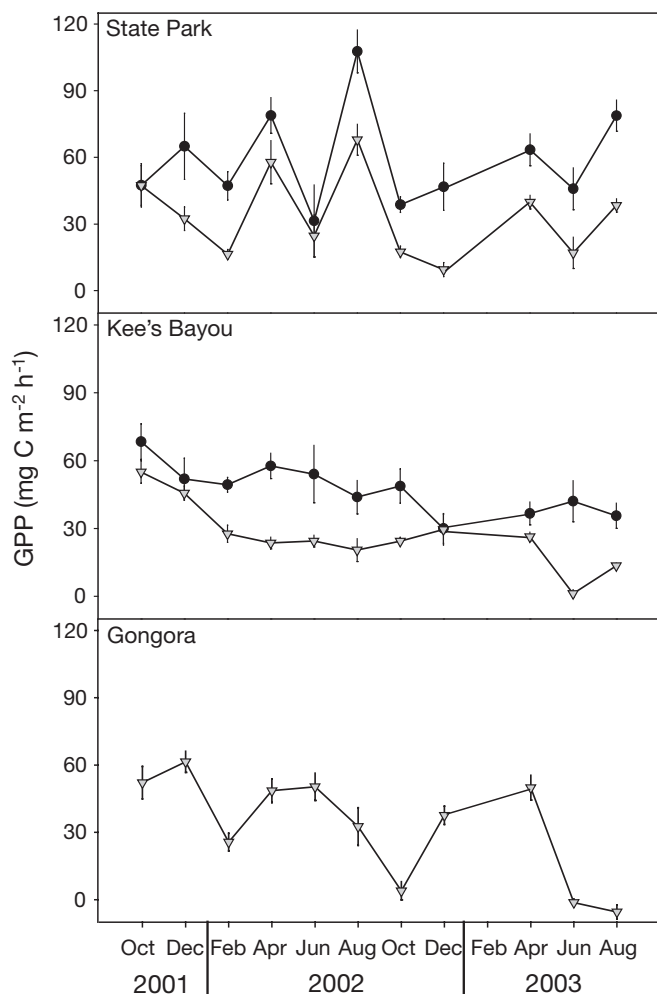 120
State Park
90
60
30
0
120
Kee's Bayou
90
60
30
0
GPP (mg C m⁻² h⁻¹)
120
Gongora
90
60
30
0
Oct Dec Feb Apr Jun Aug Oct Dec Feb Apr Jun Aug
2001 2002 2003